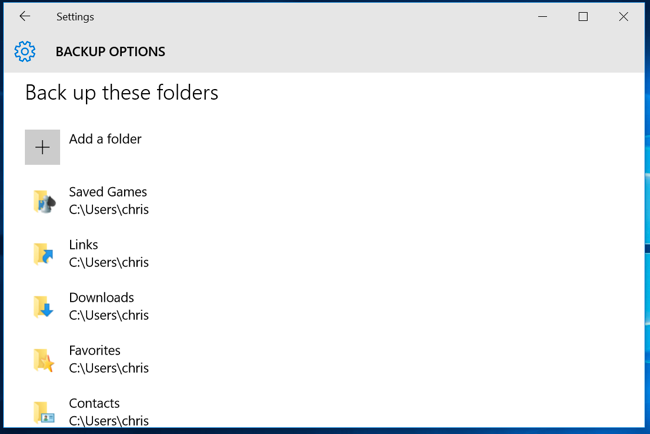 Settings
BACKUP OPTIONS
Back up these folders
Add a folder
Saved Games
C:\Users\chris
Links
C:\Users\chris
Downloads
C:\Users\chris
Favorites
C:\Users\chris
Contacts
C:\Users\chris